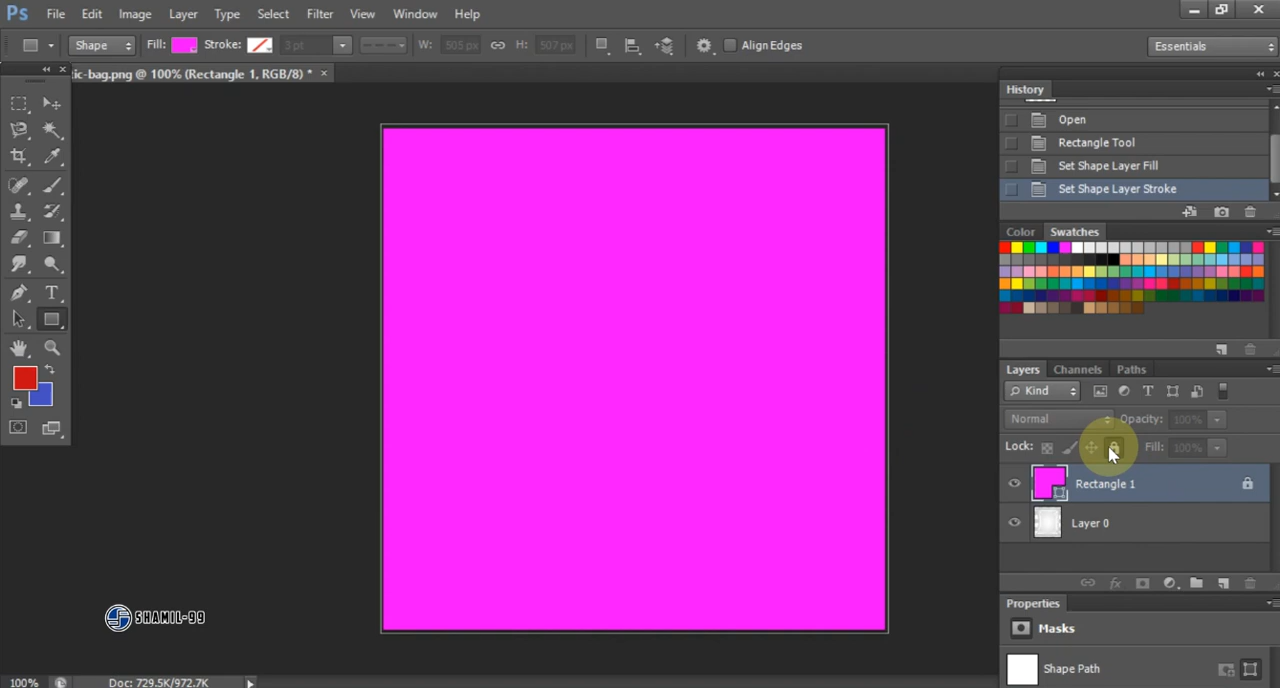 Ps File Edit Image Layer Type Select Filter View Window Help
Shape Fill: Stroke: 3 pt W: 505 px H: 507 px Align Edges Essentials
tic-bag.png @ 100% (Rectangle 1, RGB/8) *
History
Open
Rectangle Tool
Set Shape Layer Fill
Set Shape Layer Stroke
Color Swatches
Layers Channels Paths
Kind
Normal Opacity: 100%
Lock: Fill: 100%
Rectangle 1
Layer 0
fx
Properties
Masks
Shape Path
SHAMIL-99
100% Doc: 729.5K/972.7K